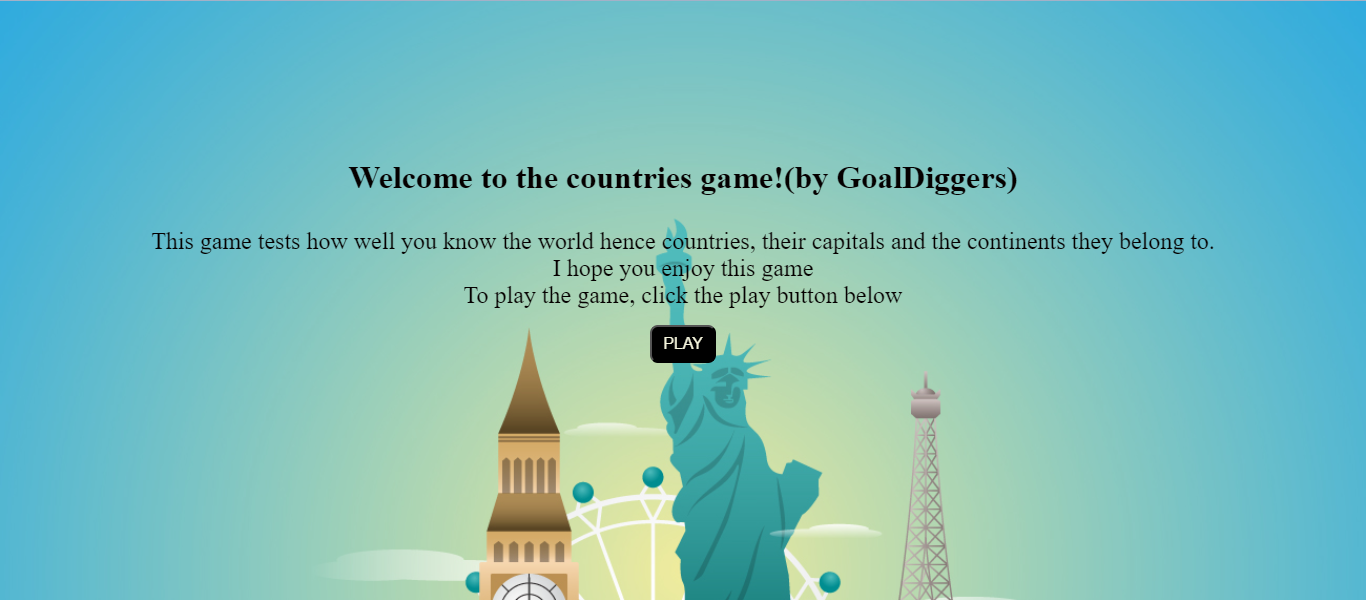 Welcome to the countries game!(by GoalDiggers)
This game tests how well you know the world hence countries, their capitals and the continents they belong to.
I hope you enjoy this game
To play the game, click the play button below
PLAY